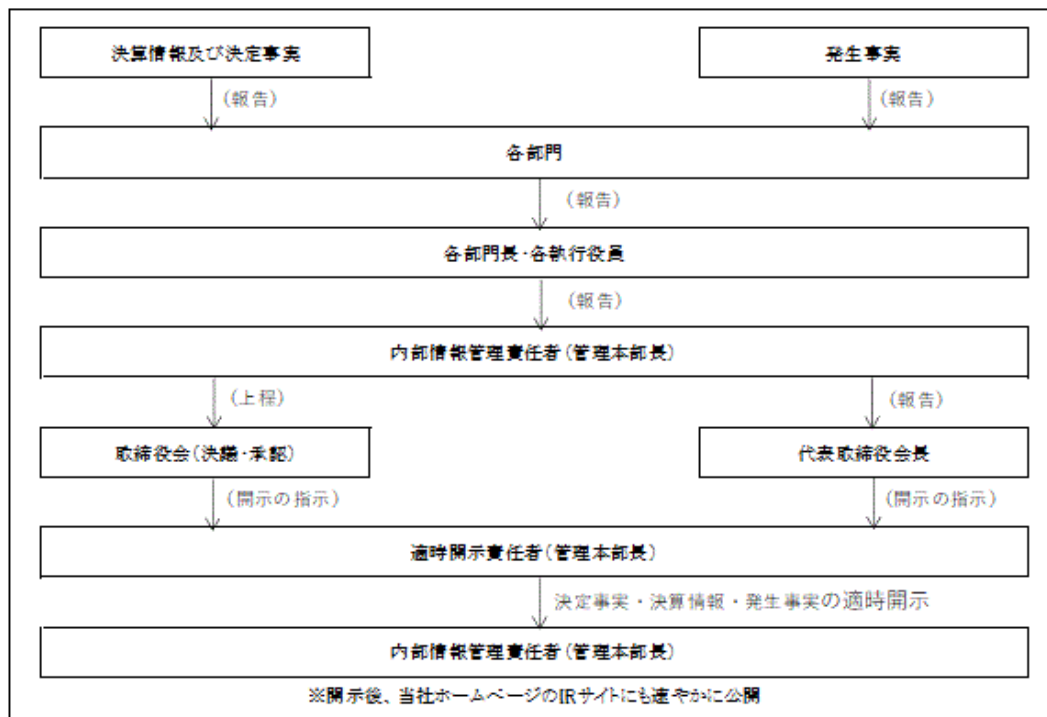 決算情報及び決定事実
発生事実
(報告)
(報告)
各部門
(報告)
各部門長・各執行役員
(報告)
内部情報管理責任者(管理本部長)
(上程)
(報告)
取締役会(決議・承認)
代表取締役会長
(開示の指示)
(開示の指示)
適時開示責任者(管理本部長)
決定事実・決算情報・発生事実の適時開示
内部情報管理責任者(管理本部長)
※開示後、当社ホームページのIRサイトにも速やかに公開